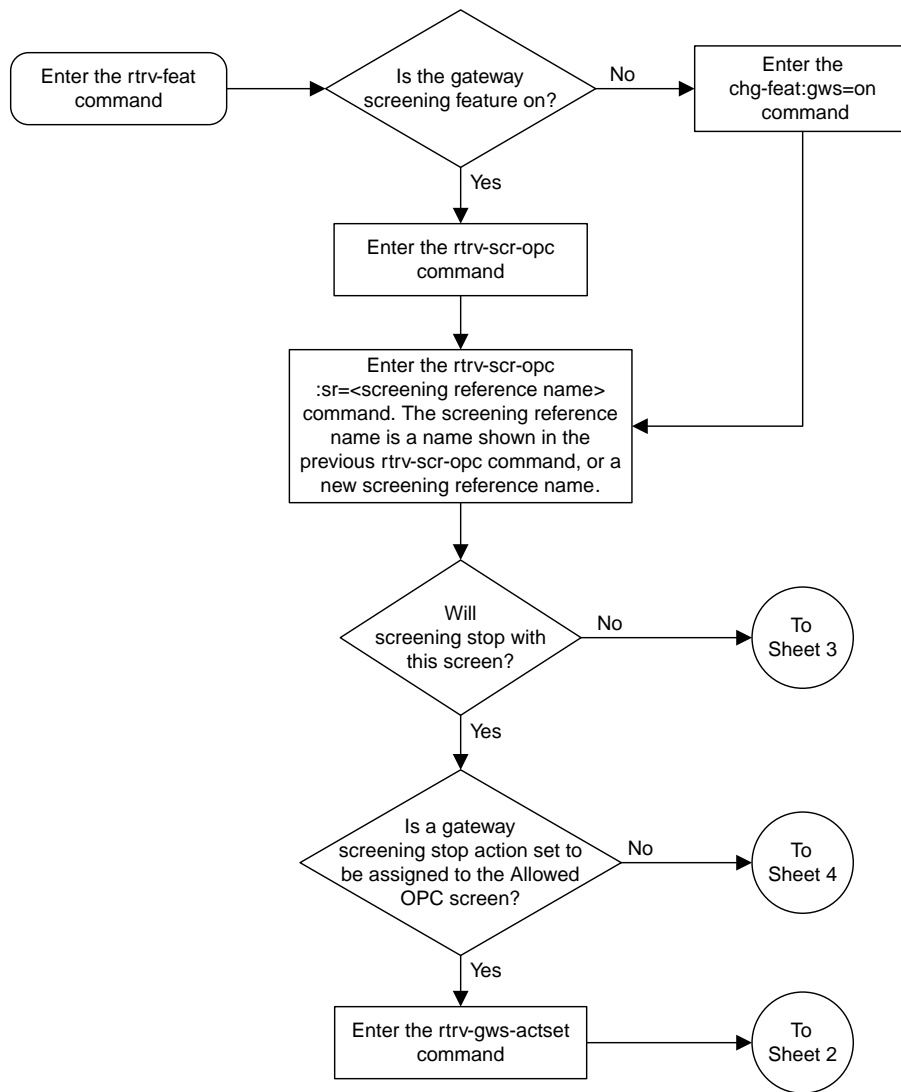 Enter the rtrv-feat
command
Is the gateway
screening feature on?
No
Enter the
chg-feat:gws=on
command
Yes
Enter the rtrv-scr-opc
command
Enter the rtrv-scr-opc
:sr=<screening reference name>
command. The screening reference
name is a name shown in the
previous rtrv-scr-opc command, or a
new screening reference name.
Will
screening stop with
this screen?
No
To
Sheet 3
Yes
Is a gateway
screening stop action set to
be assigned to the Allowed
OPC screen?
No
To
Sheet 4
Yes
Enter the rtrv-gws-actset
command
To
Sheet 2